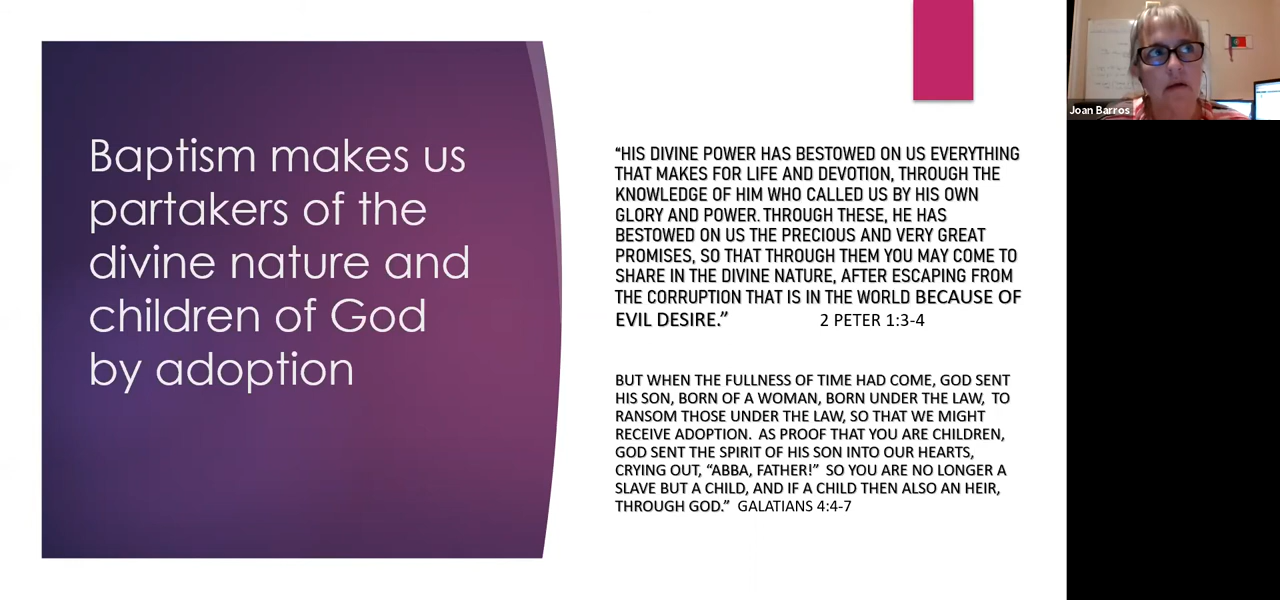 Baptism makes us
partakers of the
divine nature and
children of God
by adoption
“HIS DIVINE POWER HAS BESTOWED ON US EVERYTHING
THAT MAKES FOR LIFE AND DEVOTION, THROUGH THE
KNOWLEDGE OF HIM WHO CALLED US BY HIS OWN
GLORY AND POWER. THROUGH THESE, HE HAS
BESTOWED ON US THE PRECIOUS AND VERY GREAT
PROMISES, SO THAT THROUGH THEM YOU MAY COME TO
SHARE IN THE DIVINE NATURE, AFTER ESCAPING FROM
THE CORRUPTION THAT IS IN THE WORLD BECAUSE OF
EVIL DESIRE.” 2 PETER 1:3-4
BUT WHEN THE FULLNESS OF TIME HAD COME, GOD SENT
HIS SON, BORN OF A WOMAN, BORN UNDER THE LAW, TO
RANSOM THOSE UNDER THE LAW, SO THAT WE MIGHT
RECEIVE ADOPTION. AS PROOF THAT YOU ARE CHILDREN,
GOD SENT THE SPIRIT OF HIS SON INTO OUR HEARTS,
CRYING OUT, “ABBA, FATHER!” SO YOU ARE NO LONGER A
SLAVE BUT A CHILD, AND IF A CHILD THEN ALSO AN HEIR,
THROUGH GOD.” GALATIANS 4:4-7
Joan Barros